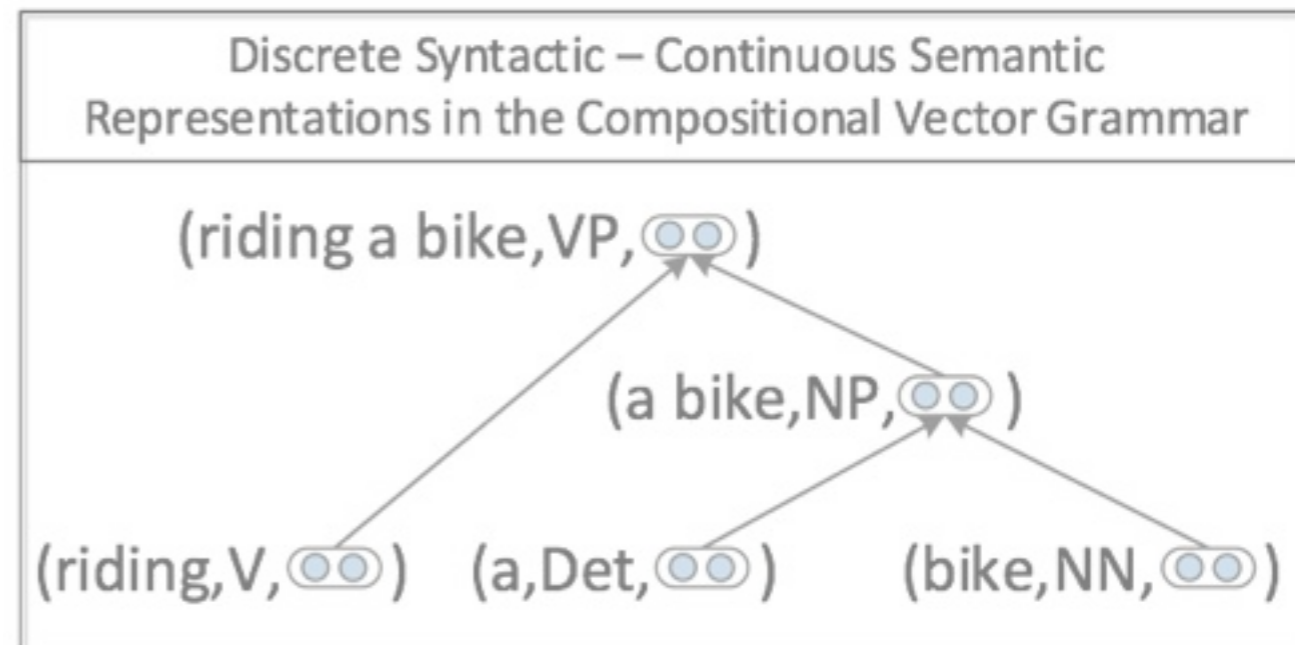 Discrete Syntactic – Continuous Semantic
Representations in the Compositional Vector Grammar
(riding a bike,VP, )
(a bike,NP, )
(riding,V, ) (a,Det, ) (bike,NN, )